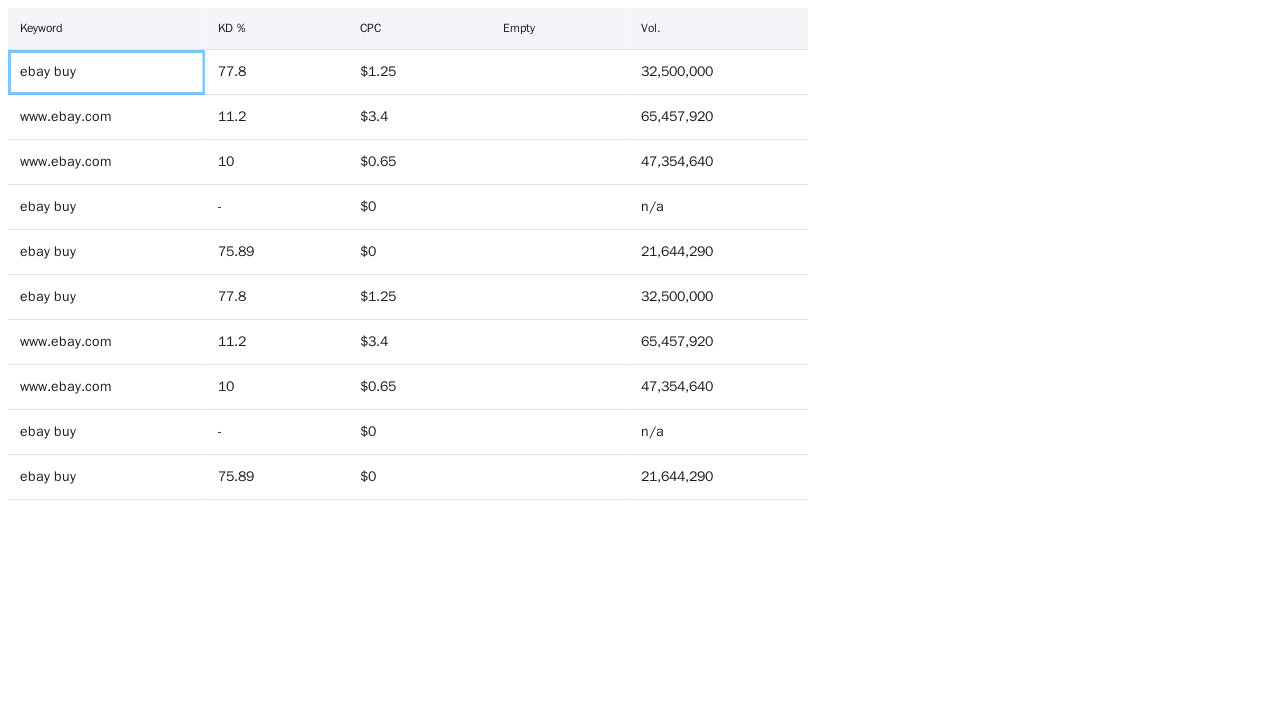 Keyword KD % CPC Empty Vol.
ebay buy 77.8 $1.25 32,500,000
www.ebay.com 11.2 $3.4 65,457,920
www.ebay.com 10 $0.65 47,354,640
ebay buy - $0 n/a
ebay buy 75.89 $0 21,644,290
ebay buy 77.8 $1.25 32,500,000
www.ebay.com 11.2 $3.4 65,457,920
www.ebay.com 10 $0.65 47,354,640
ebay buy - $0 n/a
ebay buy 75.89 $0 21,644,290